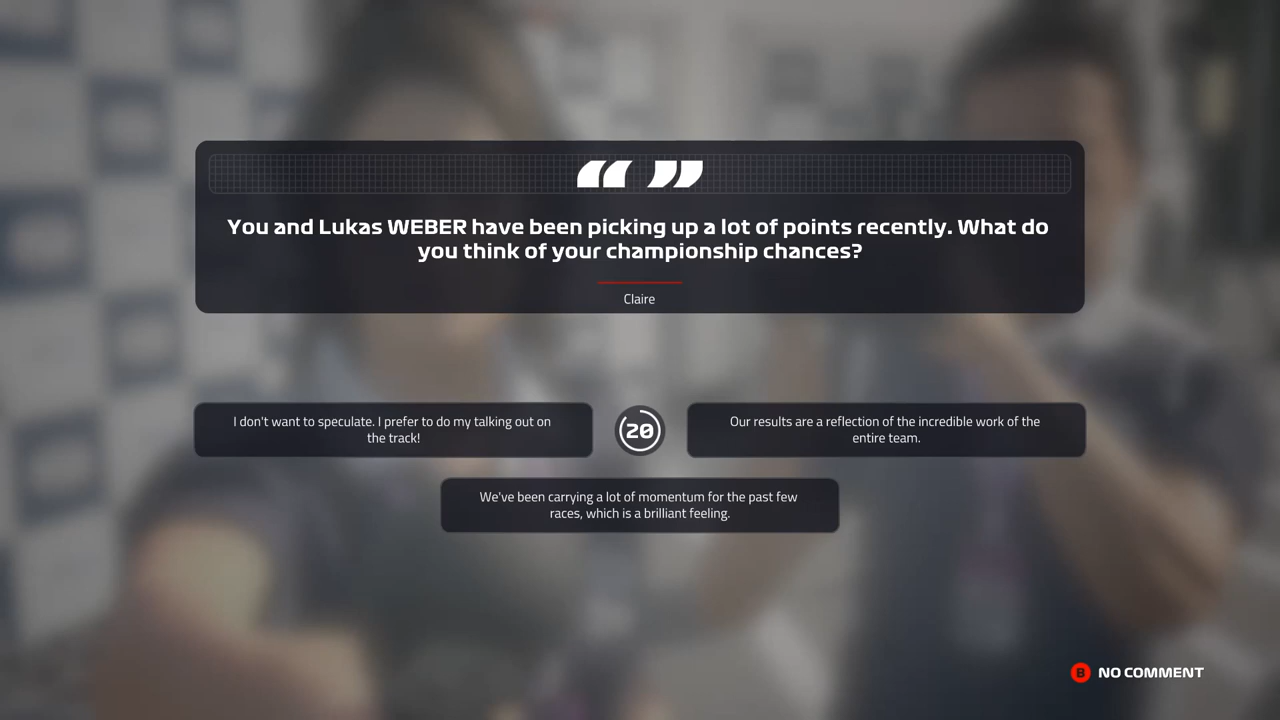 “ ”
You and Lukas WEBER have been picking up a lot of points recently. What do
you think of your championship chances?
Claire
I don't want to speculate. I prefer to do my talking out on
the track!
20
Our results are a reflection of the incredible work of the
entire team.
We've been carrying a lot of momentum for the past few
races, which is a brilliant feeling.
B NO COMMENT